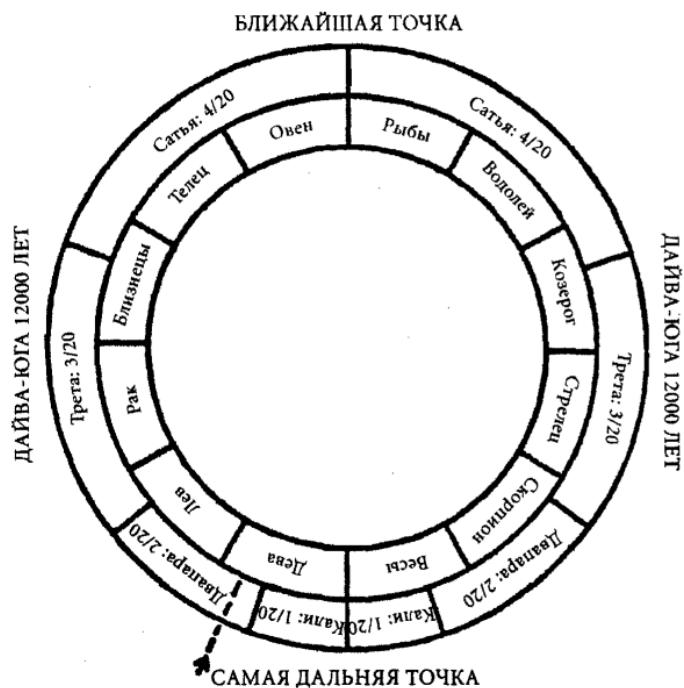 БЛИЖАЙШАЯ ТОЧКА
Сатья: 4/20
Сатья: 4/20
Овен
Рыбы
Телец
Водолей
Близнецы
Козерог
ДАЙВА-ЮГА 12000 ЛЕТ
ДАЙВА-ЮГА 12000 ЛЕТ
Трета: 3/20
Трета: 3/20
Рак
Стрелец
Лев
Скорпион
Дева
Весы
Двапара: 2/20
Кали: 1/20
Кали: 1/20
Двапара: 2/20
САМАЯ ДАЛЬНЯЯ ТОЧКА